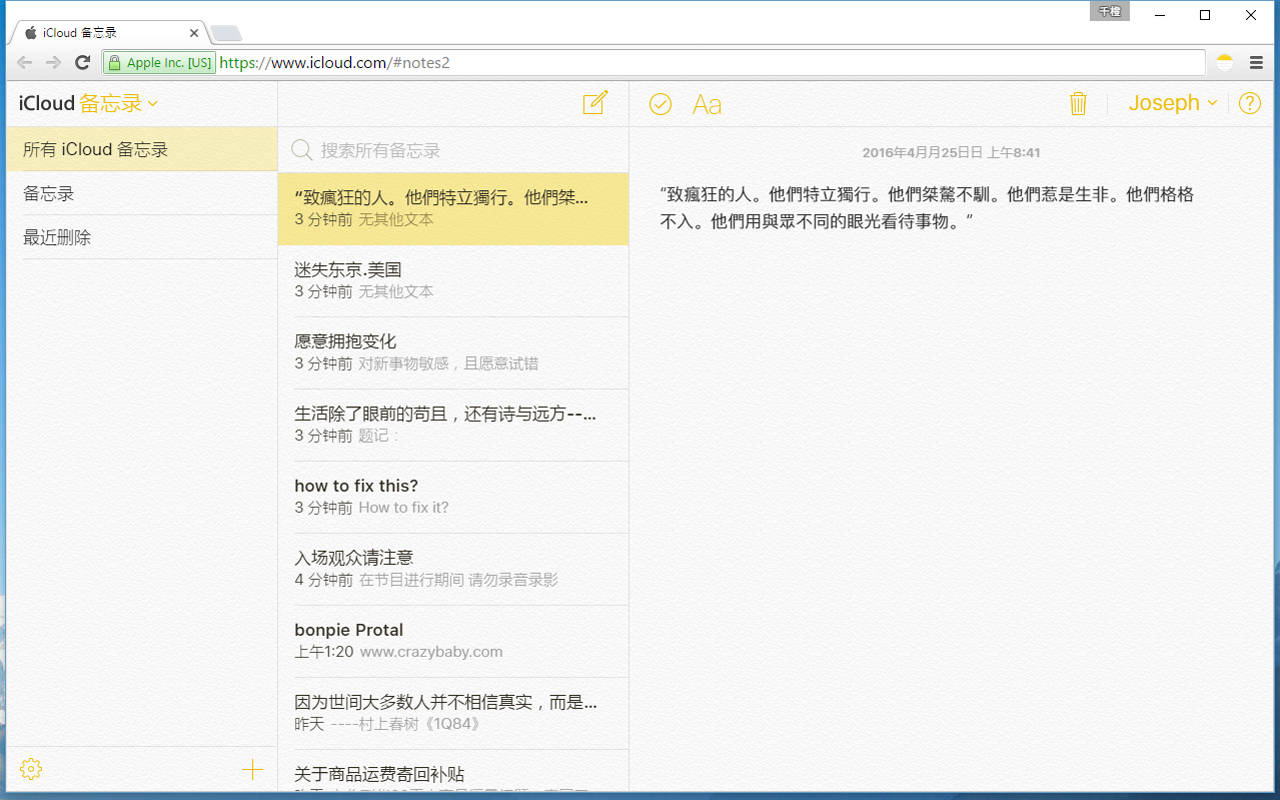 千橙
iCloud 备忘录
Apple Inc. [US] https://www.icloud.com/#notes2
iCloud 备忘录
Aa
Joseph
所有 iCloud 备忘录
备忘录
最近删除
搜索所有备忘录
“致瘋狂的人。他們特立獨行。他們桀...
3 分钟前 无其他文本
迷失东京.美国
3 分钟前 无其他文本
愿意拥抱变化
3 分钟前 对新事物敏感，且愿意试错
生活除了眼前的苟且，还有诗与远方--...
3 分钟前 题记：
how to fix this?
3 分钟前 How to fix it?
入场观众请注意
4 分钟前 在节目进行期间 请勿录音录影
bonpie Protal
上午1:20 www.crazybaby.com
因为世间大多数人并不相信真实，而是...
昨天 ----村上春树《1Q84》
关于商品运费寄回补贴
2016年4月月25日日 上午8:41
“致瘋狂的人。他們特立獨行。他們桀驁不馴。他們惹是生非。他們格格
不入。他們用與眾不同的眼光看待事物。”